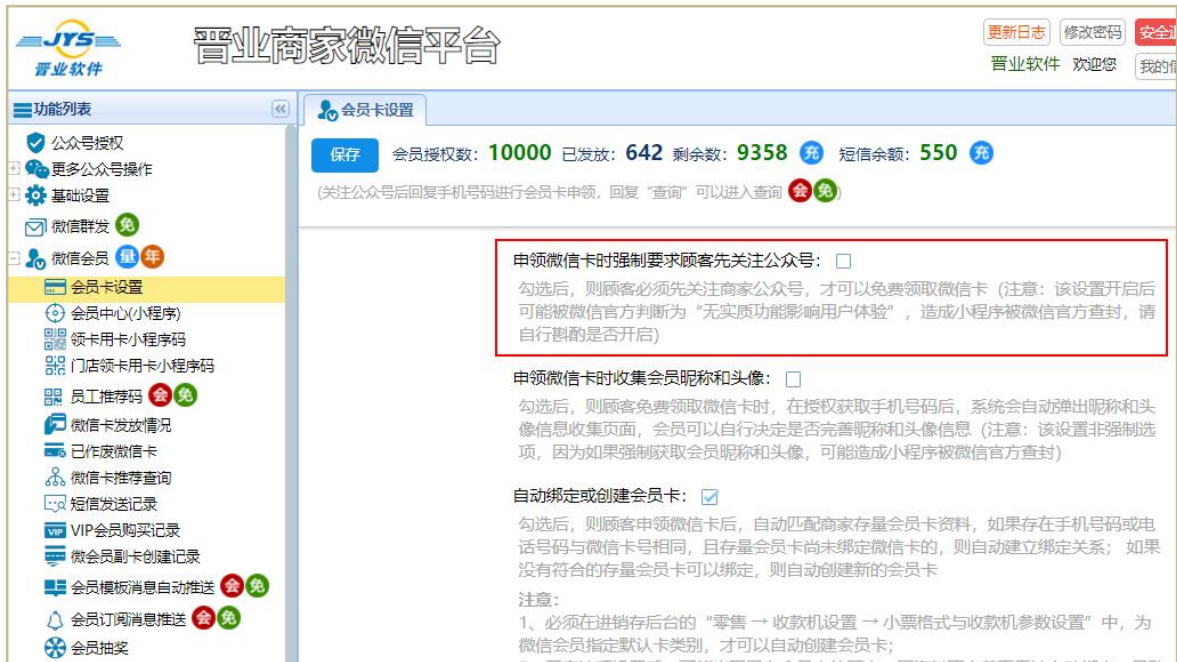 JYS
晋业软件
晋业商家微信平台
更新日志 修改密码 安全
晋业软件 欢迎您 我的
功能列表
会员卡设置
公众号授权
更多公众号操作
基础设置
微信群发 免
微信会员 量 年
会员卡设置
会员中心(小程序)
领卡用卡小程序码
门店领卡用卡小程序码
员工推荐码 会 免
微信卡发放情况
已作废微信卡
微信卡推荐查询
短信发送记录
VIP VIP会员购买记录
微会员副卡创建记录
会员模板消息自动推送 会 免
会员订阅消息推送 会 免
会员抽奖
保存 会员授权数：10000 已发放：642 剩余数：9358 充 短信余额：550 充
(关注公众号后回复手机号码进行会员卡申领，回复“查询”可以进入查询 会 免)
申领微信卡时强制要求顾客先关注公众号：
勾选后，则顾客必须先关注商家公众号，才可以免费领取微信卡（注意：该设置开启后
可能被微信官方判断为“无实质功能影响用户体验”，造成小程序被微信官方查封，请
自行斟酌是否开启）
申领微信卡时收集会员昵称和头像：
勾选后，则顾客免费领取微信卡时，在授权获取手机号码后，系统会自动弹出昵称和头
像信息收集页面，会员可以自行决定是否完善昵称和头像信息（注意：该设置非强制选
项，因为如果强制获取会员昵称和头像，可能造成小程序被微信官方查封）
自动绑定或创建会员卡：
勾选后，则顾客申领微信卡后，自动匹配商家存量会员卡资料，如果存在手机号码或电
话号码与微信卡号相同，且存量会员卡尚未绑定微信卡的，则自动建立绑定关系； 如果
没有符合的存量会员卡可以绑定，则自动创建新的会员卡
注意：
1、必须在进销存后台的“零售 → 收款机设置 → 小票格式与收款机参数设置”中，为
微信会员指定默认卡类别，才可以自动创建会员卡；